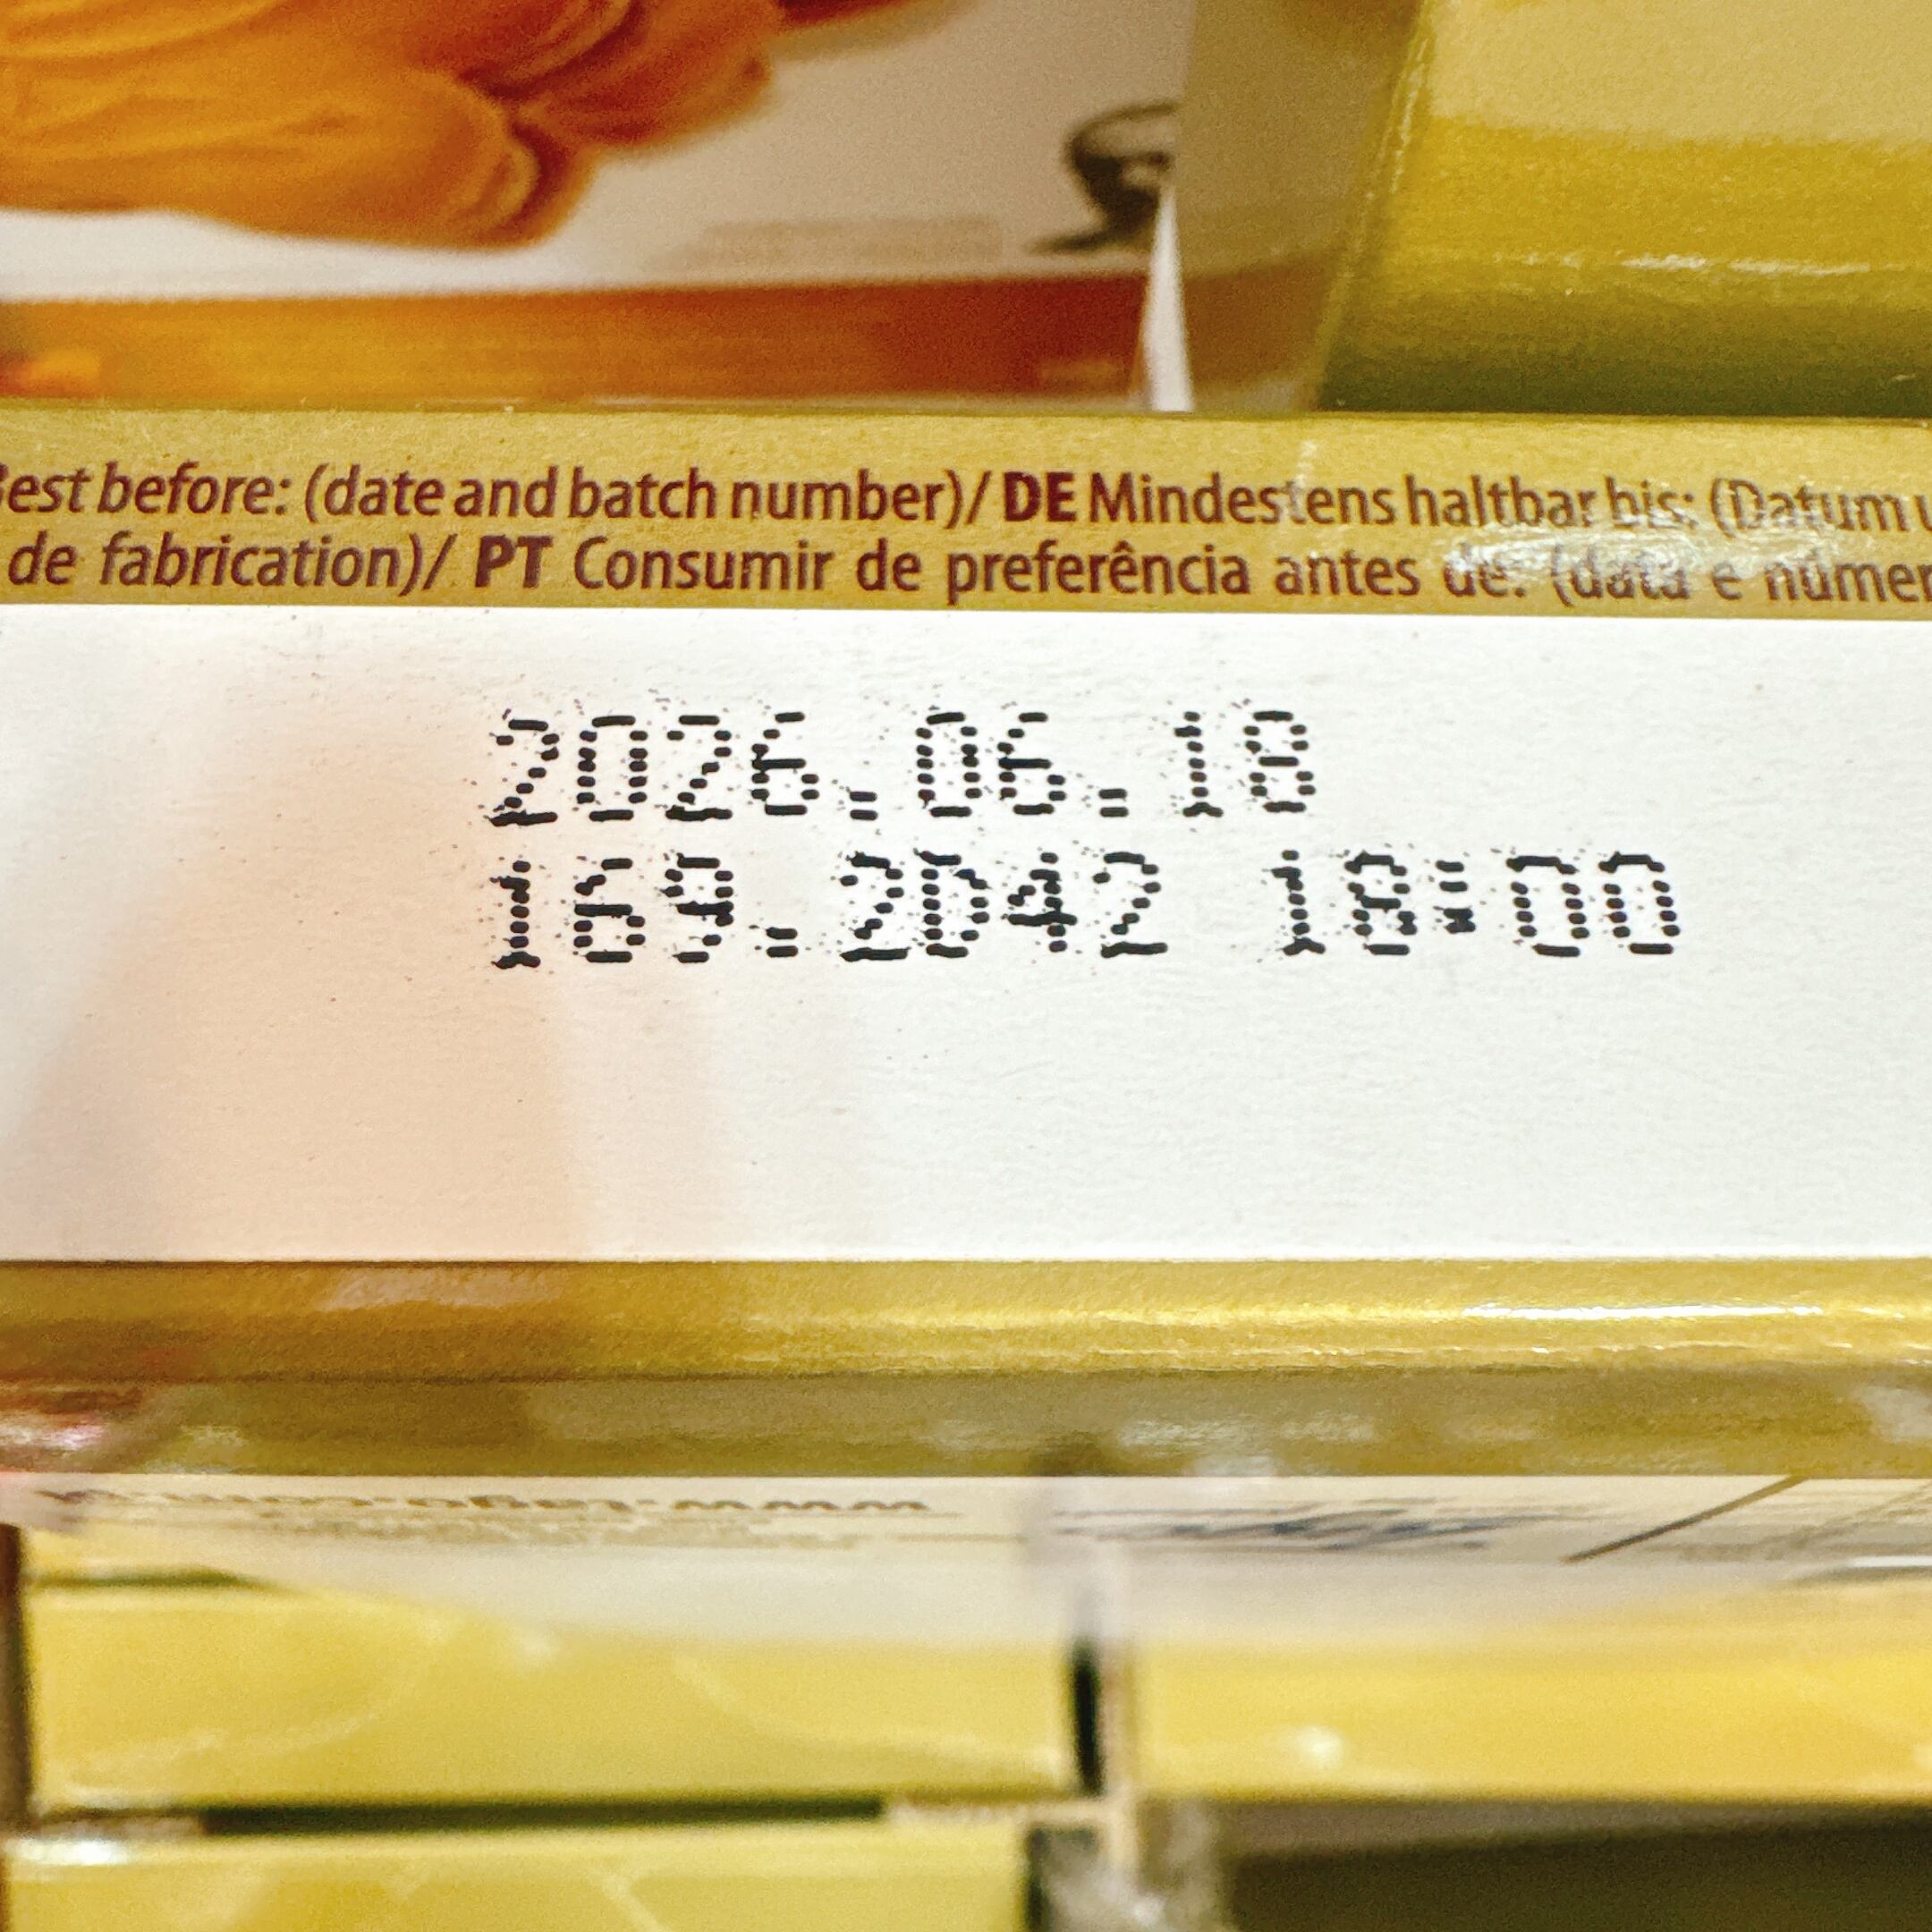 Best before: (date and batch number)/ DE Mindestens haltbar bis: (Datum
de fabrication)/ PT Consumir de preferência antes de: (data e númer
2026.06.18
169.2D42 18:00